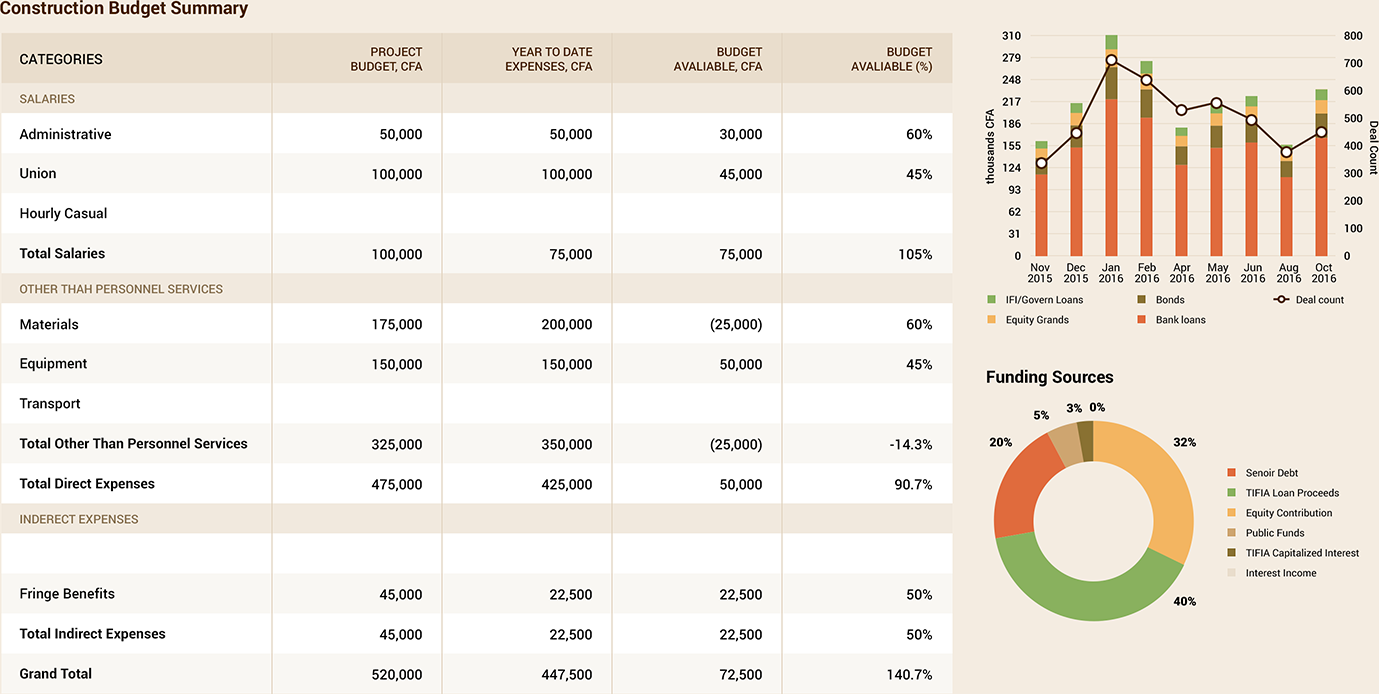 Construction Budget Summary
CATEGORIES
PROJECT
BUDGET, CFA
YEAR TO DATE
EXPENSES, CFA
BUDGET
AVALIABLE, CFA
BUDGET
AVALIABLE (%)
SALARIES
Administrative 50,000 50,000 30,000 60%
Union 100,000 100,000 45,000 45%
Hourly Casual
Total Salaries 100,000 75,000 75,000 105%
OTHER THAH PERSONNEL SERVICES
Materials 175,000 200,000 (25,000) 60%
Equipment 150,000 150,000 50,000 45%
Transport
Total Other Than Personnel Services 325,000 350,000 (25,000) -14.3%
Total Direct Expenses 475,000 425,000 50,000 90.7%
INDERECT EXPENSES
Fringe Benefits 45,000 22,500 22,500 50%
Total Indirect Expenses 45,000 22,500 22,500 50%
Grand Total 520,000 447,500 72,500 140.7%
thousands CFA
310
279
248
217
186
155
124
93
62
31
0
800
700
600
500
400
300
200
100
0
Deal Count
Nov Dec Jan Feb Apr May Jun Aug Oct
2015 2015 2016 2016 2016 2016 2016 2016 2016
IFI/Govern Loans Bonds Deal count
Equity Grands Bank loans
Funding Sources
5% 3% 0%
20% 32%
40%
Senoir Debt
TIFIA Loan Proceeds
Equity Contribution
Public Funds
TIFIA Capitalized Interest
Interest Income